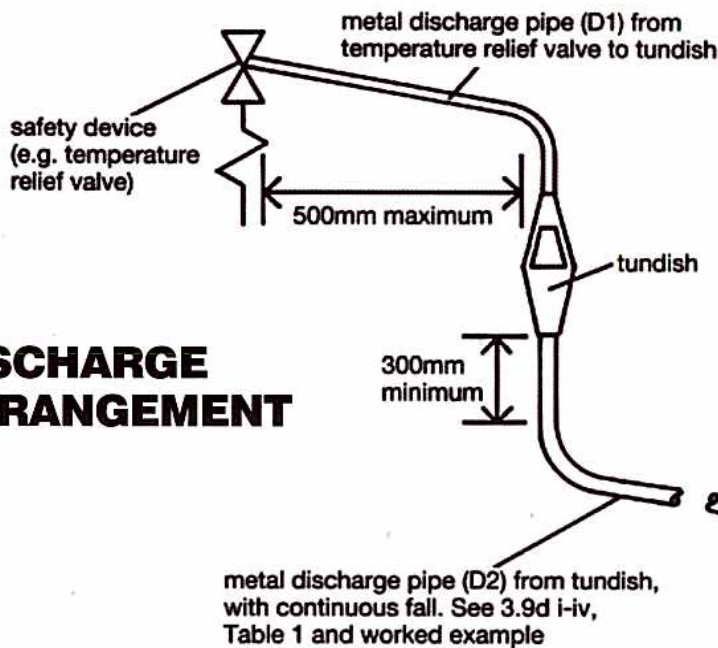 metal discharge pipe (D1) from
temperature relief valve to tundish
safety device
(e.g. temperature
relief valve)
500mm maximum
tundish
300mm
minimum
SCHARGE
RANGEMENT
metal discharge pipe (D2) from tundish,
with continuous fall. See 3.9d i-iv,
Table 1 and worked example